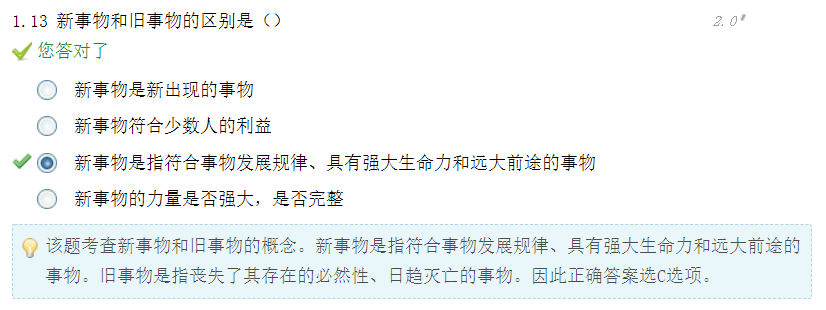 1.13 新事物和旧事物的区别是（） 2.0'
您答对了
新事物是新出现的事物
新事物符合少数人的利益
新事物是指符合事物发展规律、具有强大生命力和远大前途的事物
新事物的力量是否强大，是否完整
该题考查新事物和旧事物的概念。新事物是指符合事物发展规律、具有强大生命力和远大前途的
事物。旧事物是指丧失了其存在的必然性、日趋灭亡的事物。因此正确答案选C选项。